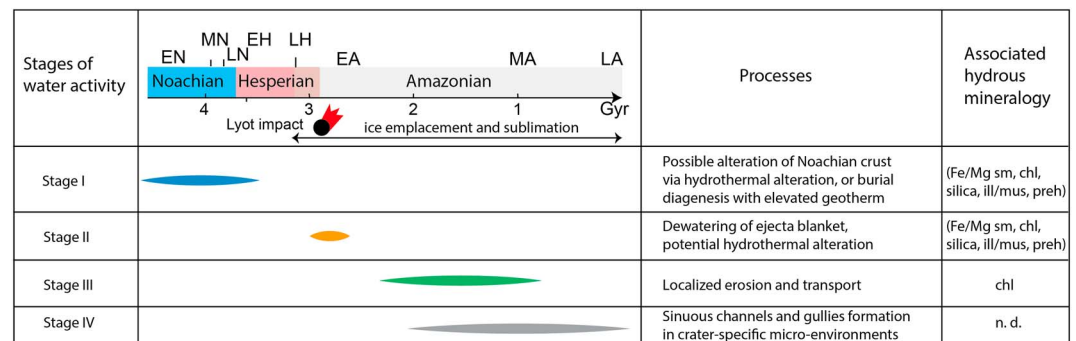 Stages of
water activity
MN EH LH
EN LN EA MA LA
Noachian Hesperian Amazonian
4 3 2 1 Gyr
Lyot impact
ice emplacement and sublimation
Processes
Associated
hydrous
mineralogy
Stage I
Possible alteration of Noachian crust
via hydrothermal alteration, or burial
diagenesis with elevated geotherm
(Fe/Mg sm, chl,
silica, ill/mus, preh)
Stage II
Dewatering of ejecta blanket,
potential hydrothermal alteration
(Fe/Mg sm, chl,
silica, ill/mus, preh)
Stage III
Localized erosion and transport
chl
Stage IV
Sinuous channels and gullies formation
in crater-specific micro-environments
n. d.